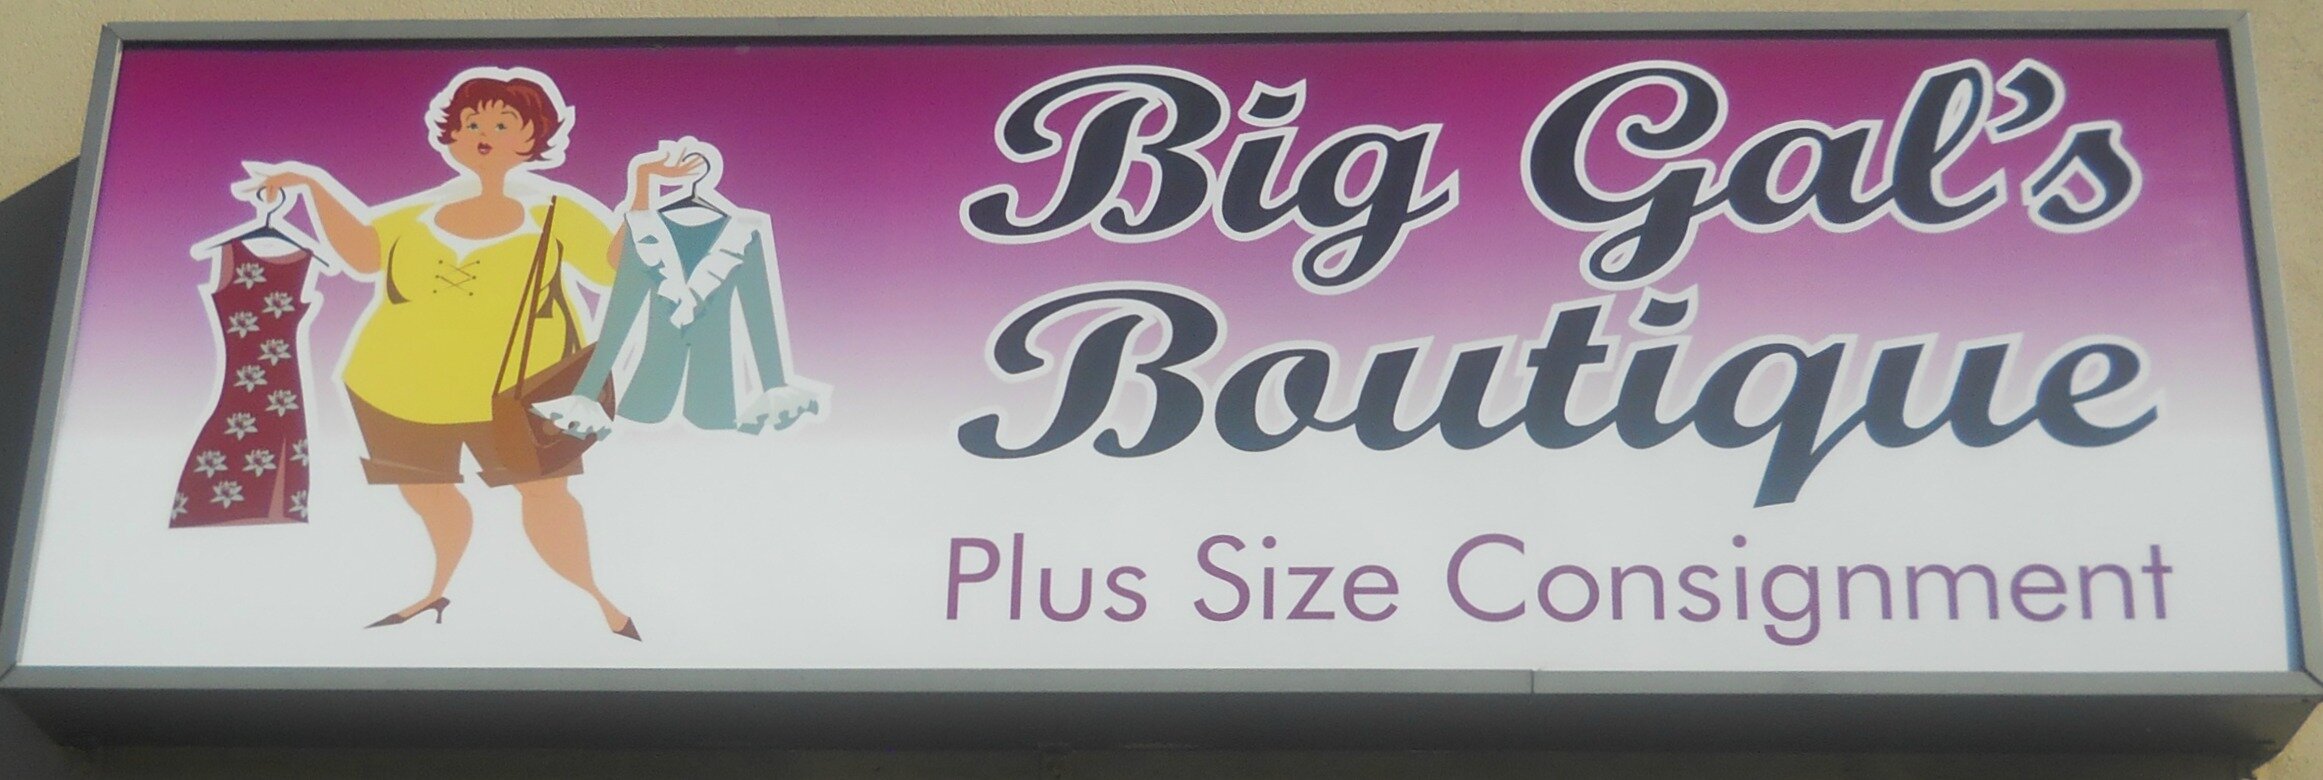 Big Gal's
Boutique
Plus Size Consignment